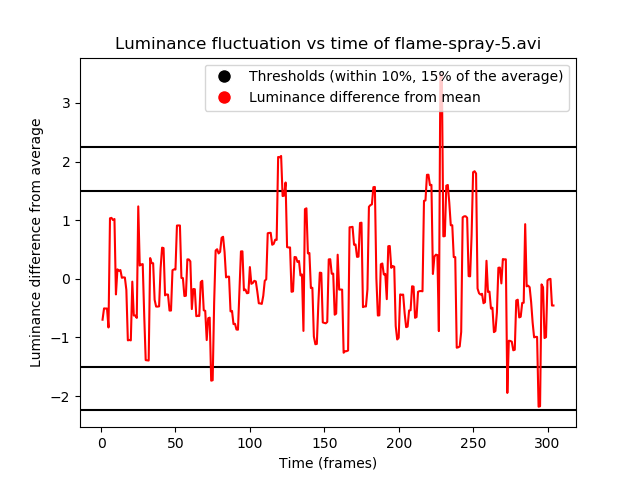 Luminance fluctuation vs time of flame-spray-5.avi
Thresholds (within 10%, 15% of the average)
Luminance difference from mean
Luminance difference from average
3
2
1
0
−1
−2
0
50
100
150
200
250
300
Time (frames)